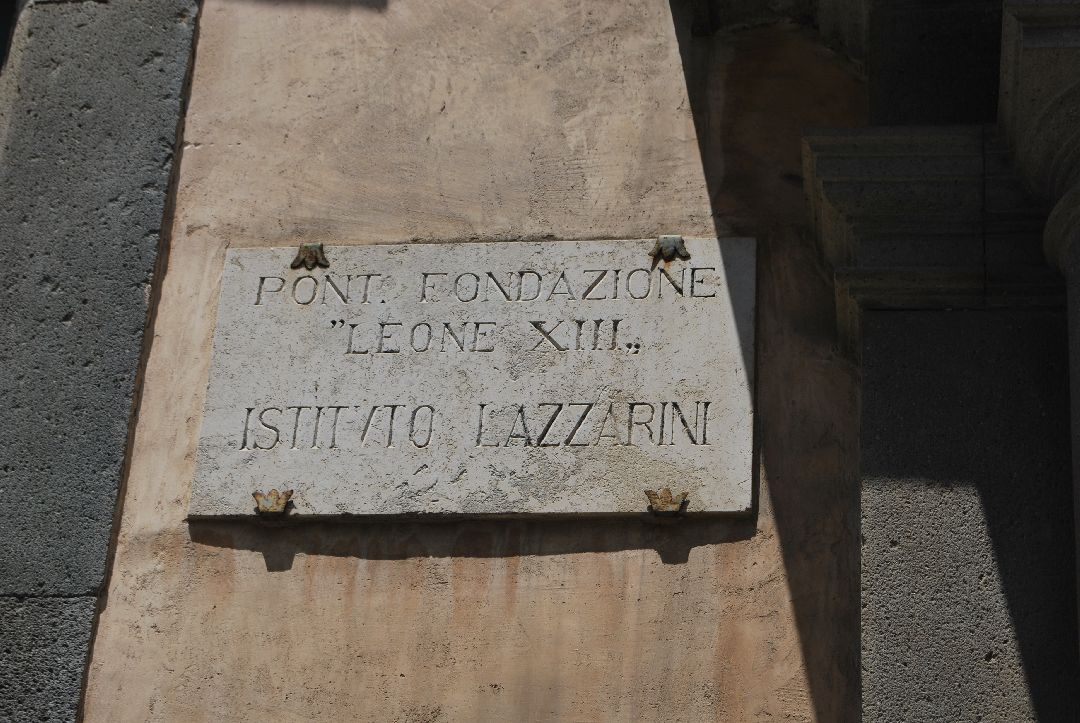 PONT. FONDAZIONE
"LEONE XIII„
ISTITVTO LAZZARINI